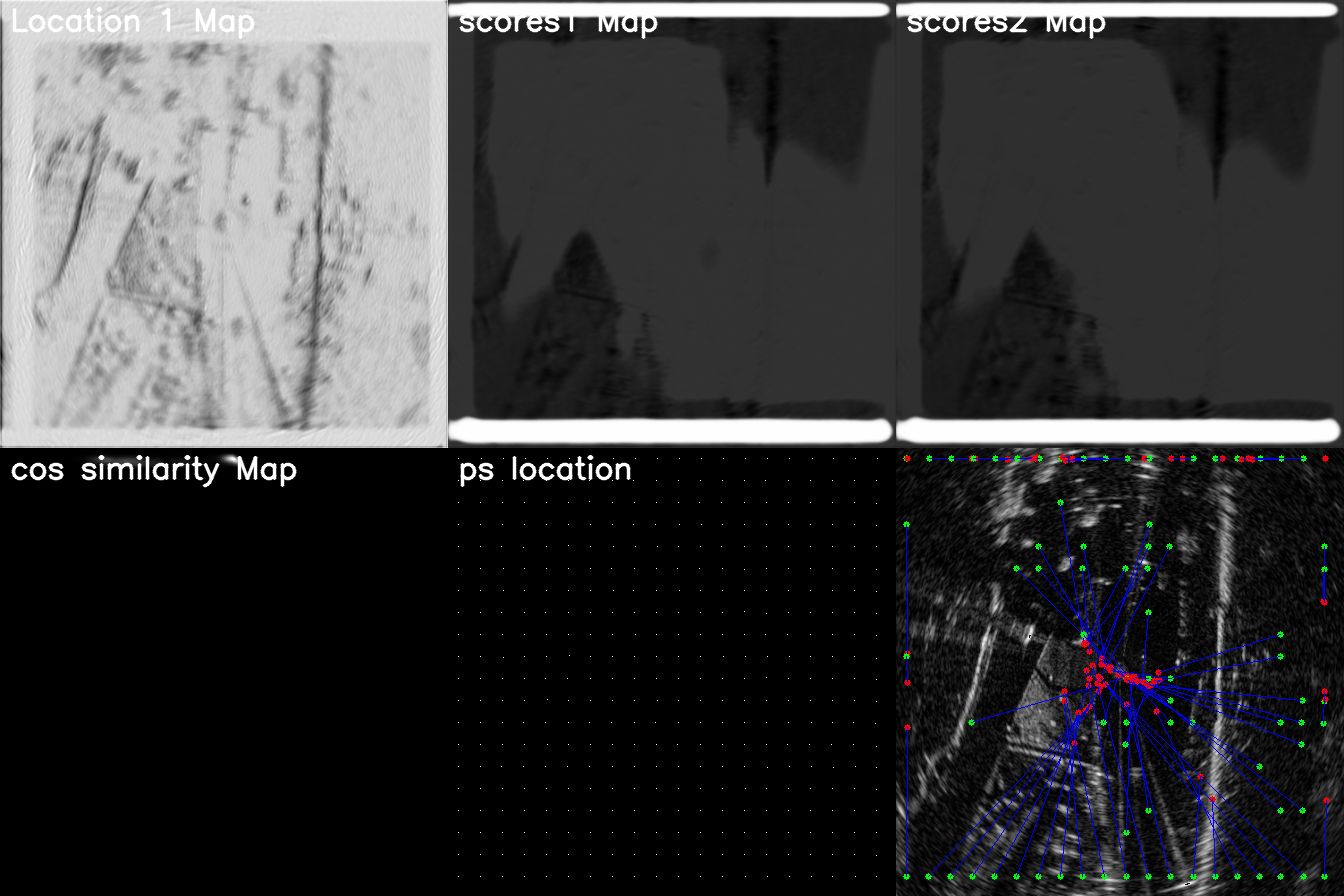 Location 1 Map
scores1 Map
scores2 Map
cos similarity Map
ps location